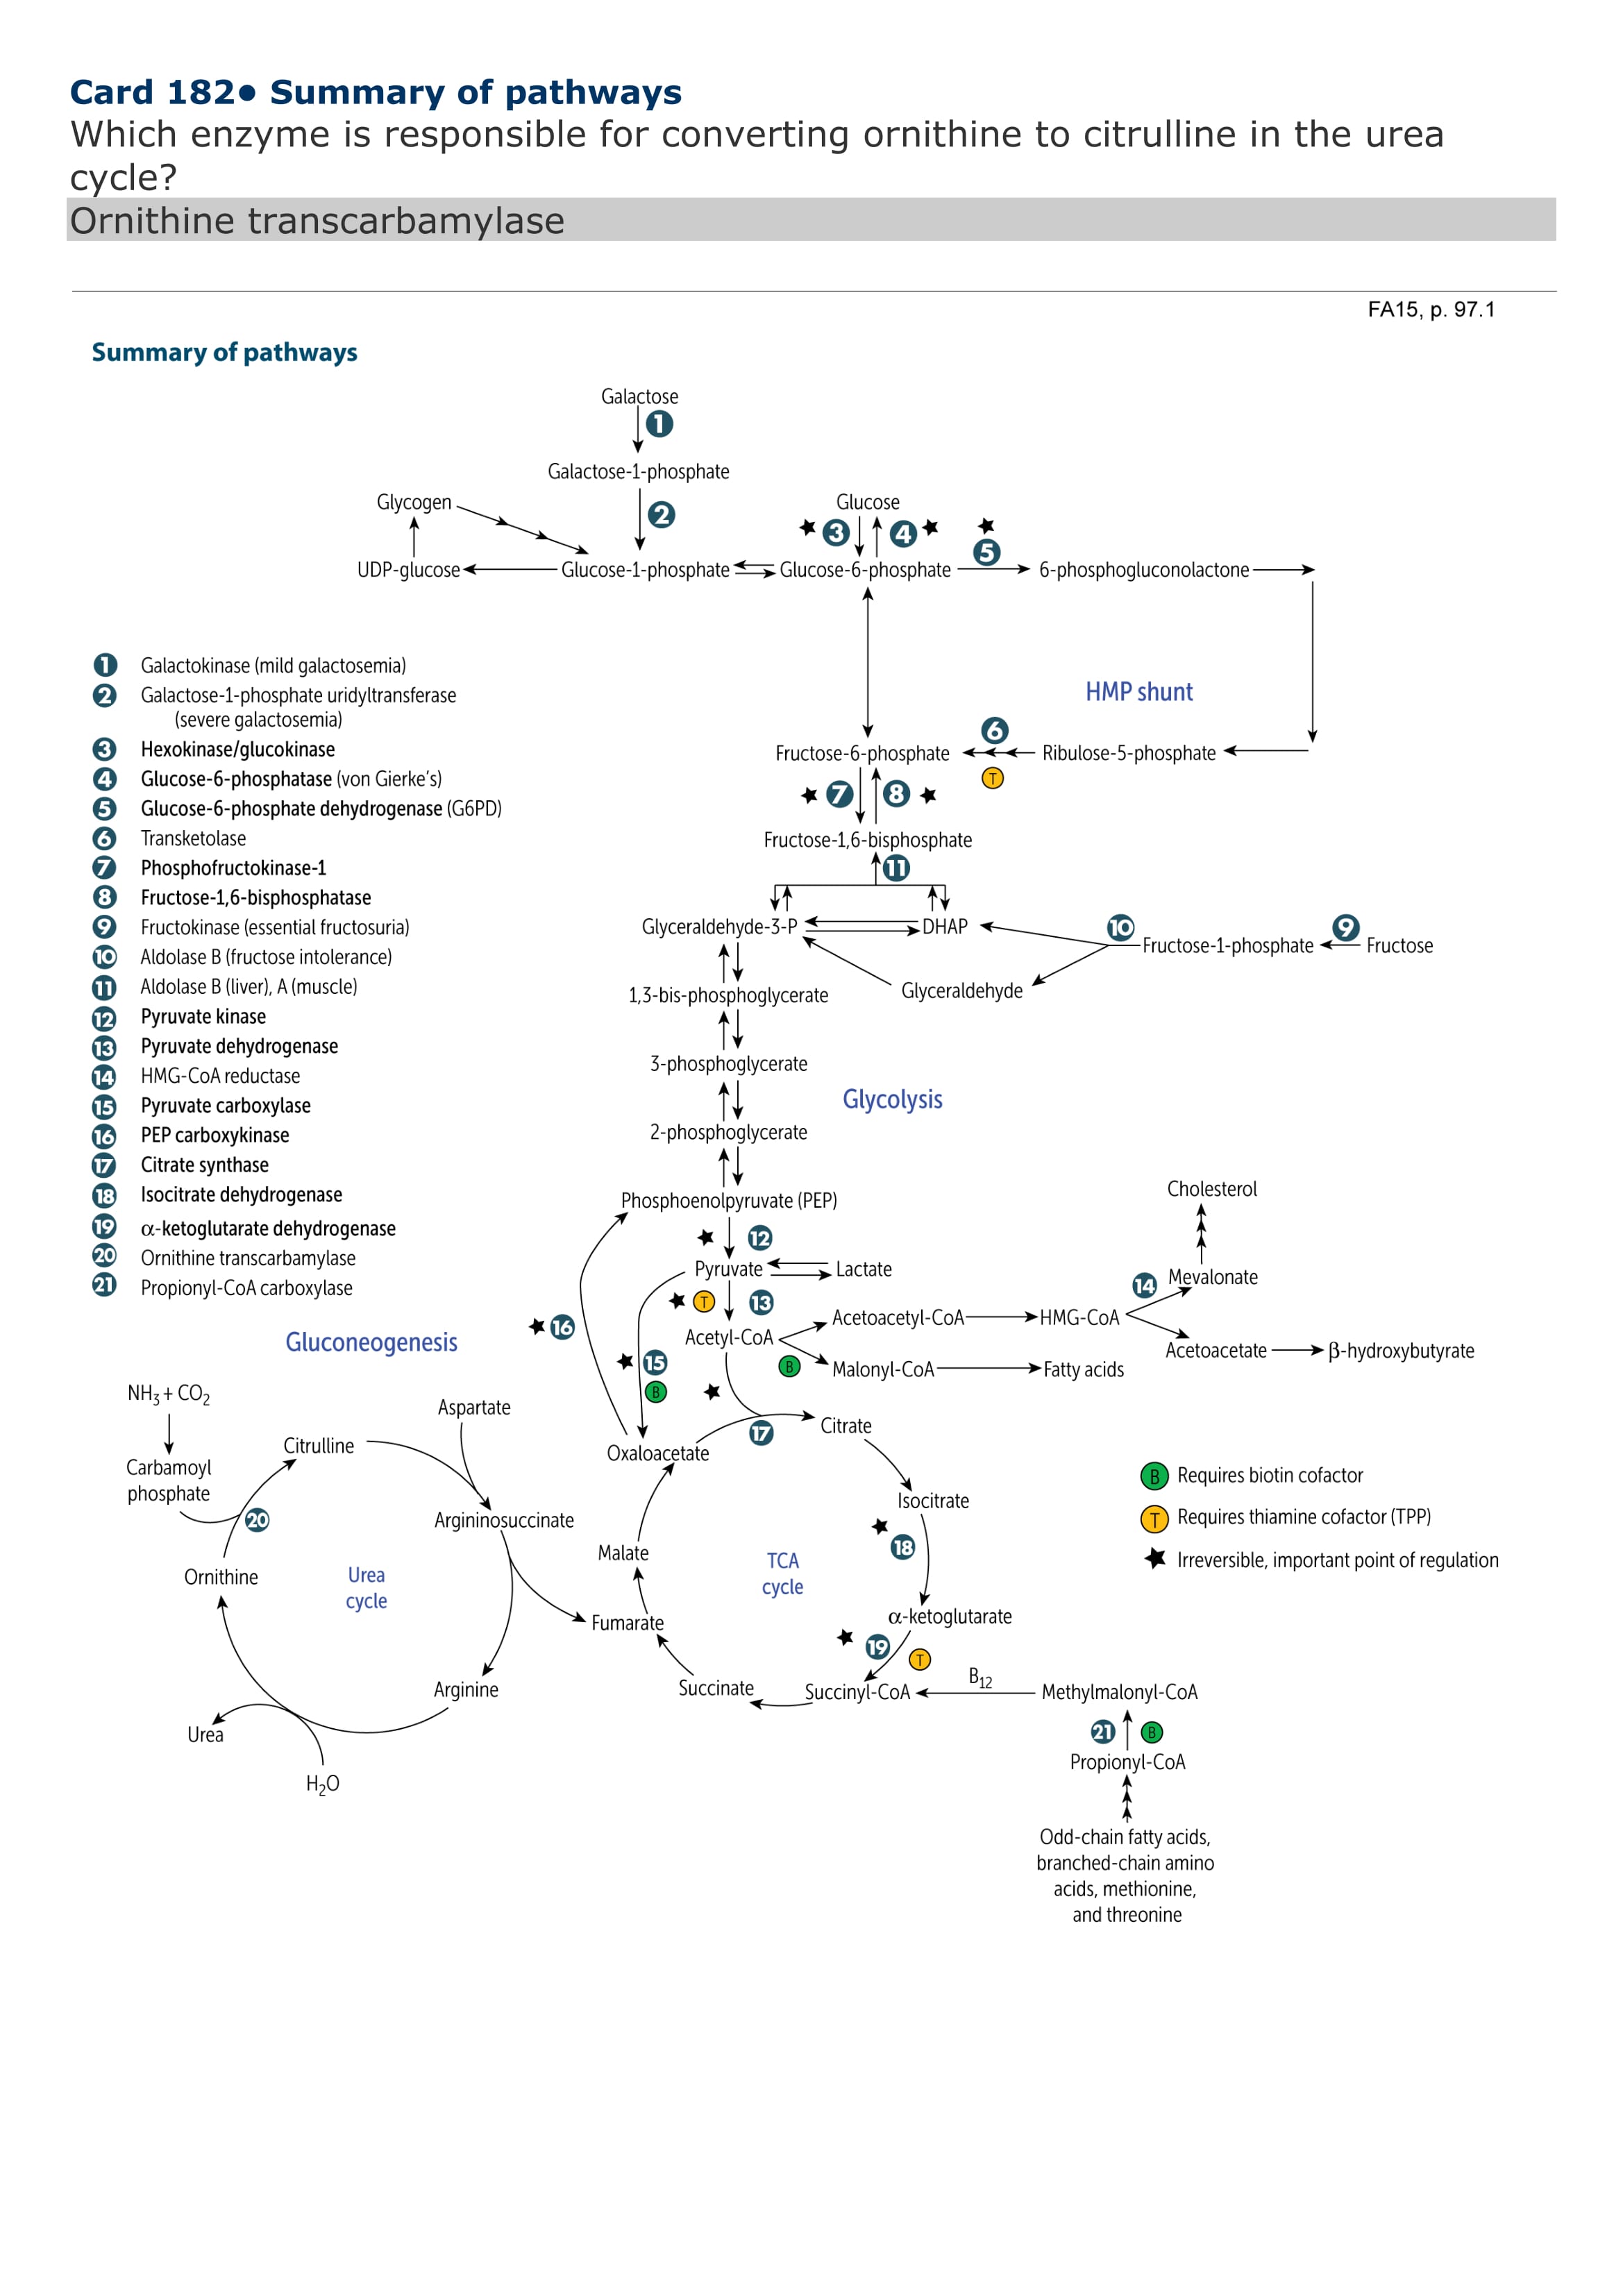 Card 182• Summary of pathways
Which enzyme is responsible for converting ornithine to citrulline in the urea
cycle?
Ornithine transcarbamylase
FA15, p. 97.1
Summary of pathways
Galactose
1
Galactose-1-phosphate
Glycogen
2
Glucose
3
4
5
UDP-glucose
Glucose-1-phosphate
Glucose-6-phosphate
6-phosphogluconolactone
1 Galactokinase (mild galactosemia)
2 Galactose-1-phosphate uridyltransferase
(severe galactosemia)
3 Hexokinase/glucokinase
4 Glucose-6-phosphatase (von Gierke's)
5 Glucose-6-phosphate dehydrogenase (G6PD)
6 Transketolase
7 Phosphofructokinase-1
8 Fructose-1,6-bisphosphatase
9 Fructokinase (essential fructosuria)
10 Aldolase B (fructose intolerance)
11 Aldolase B (liver), A (muscle)
12 Pyruvate kinase
13 Pyruvate dehydrogenase
14 HMG-CoA reductase
15 Pyruvate carboxylase
16 PEP carboxykinase
17 Citrate synthase
18 Isocitrate dehydrogenase
19 α-ketoglutarate dehydrogenase
20 Ornithine transcarbamylase
21 Propionyl-CoA carboxylase
HMP shunt
6
Fructose-6-phosphate
Ribulose-5-phosphate
T
7
8
Fructose-1,6-bisphosphate
11
Glyceraldehyde-3-P
DHAP
10
Fructose-1-phosphate
9
Fructose
Glyceraldehyde
1,3-bis-phosphoglycerate
3-phosphoglycerate
Glycolysis
2-phosphoglycerate
Phosphoenolpyruvate (PEP)
12
Pyruvate
Lactate
T
13
Cholesterol
Mevalonate
14
Acetyl-CoA
Acetoacetyl-CoA
HMG-CoA
B
Malonyl-CoA
Fatty acids
Acetoacetate
β-hydroxybutyrate
16
15
B
Gluconeogenesis
NH3 + CO2
Aspartate
Citrulline
Carbamoyl
phosphate
20
Argininosuccinate
Ornithine
Urea
cycle
Arginine
Urea
H2O
Oxaloacetate
17
Citrate
Isocitrate
18
Malate
TCA
cycle
Fumarate
α-ketoglutarate
19
T
Succinate
Succinyl-CoA
B12
Methylmalonyl-CoA
21
B
Propionyl-CoA
Odd-chain fatty acids,
branched-chain amino
acids, methionine,
and threonine
B Requires biotin cofactor
T Requires thiamine cofactor (TPP)
Irreversible, important point of regulation